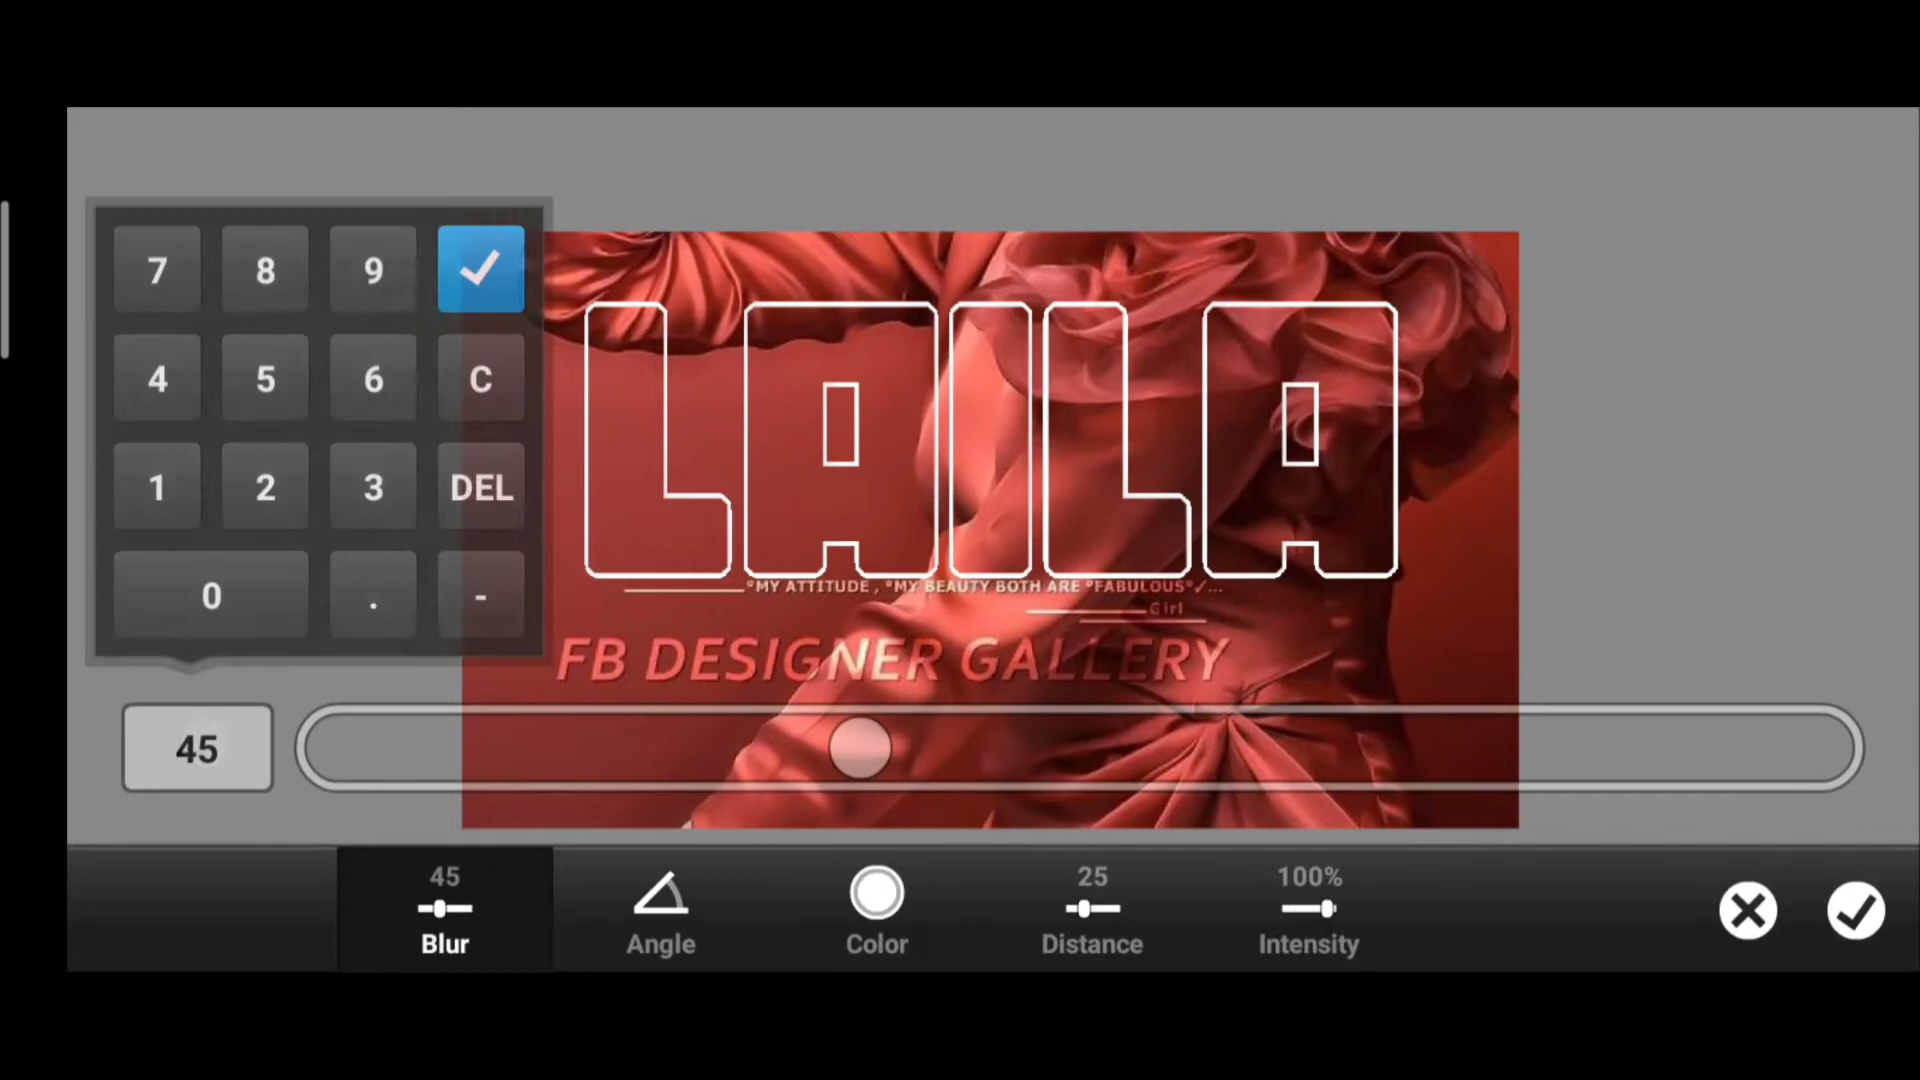 7 8 9
4 5 6 C
1 2 3 DEL
0 . -
LAILA
°MY ATTITUDE , °MY BEAUTY BOTH ARE °FABULOUS°✓...
Girl
FB DESIGNER GALLERY
45
45 25 100%
Blur Angle Color Distance Intensity